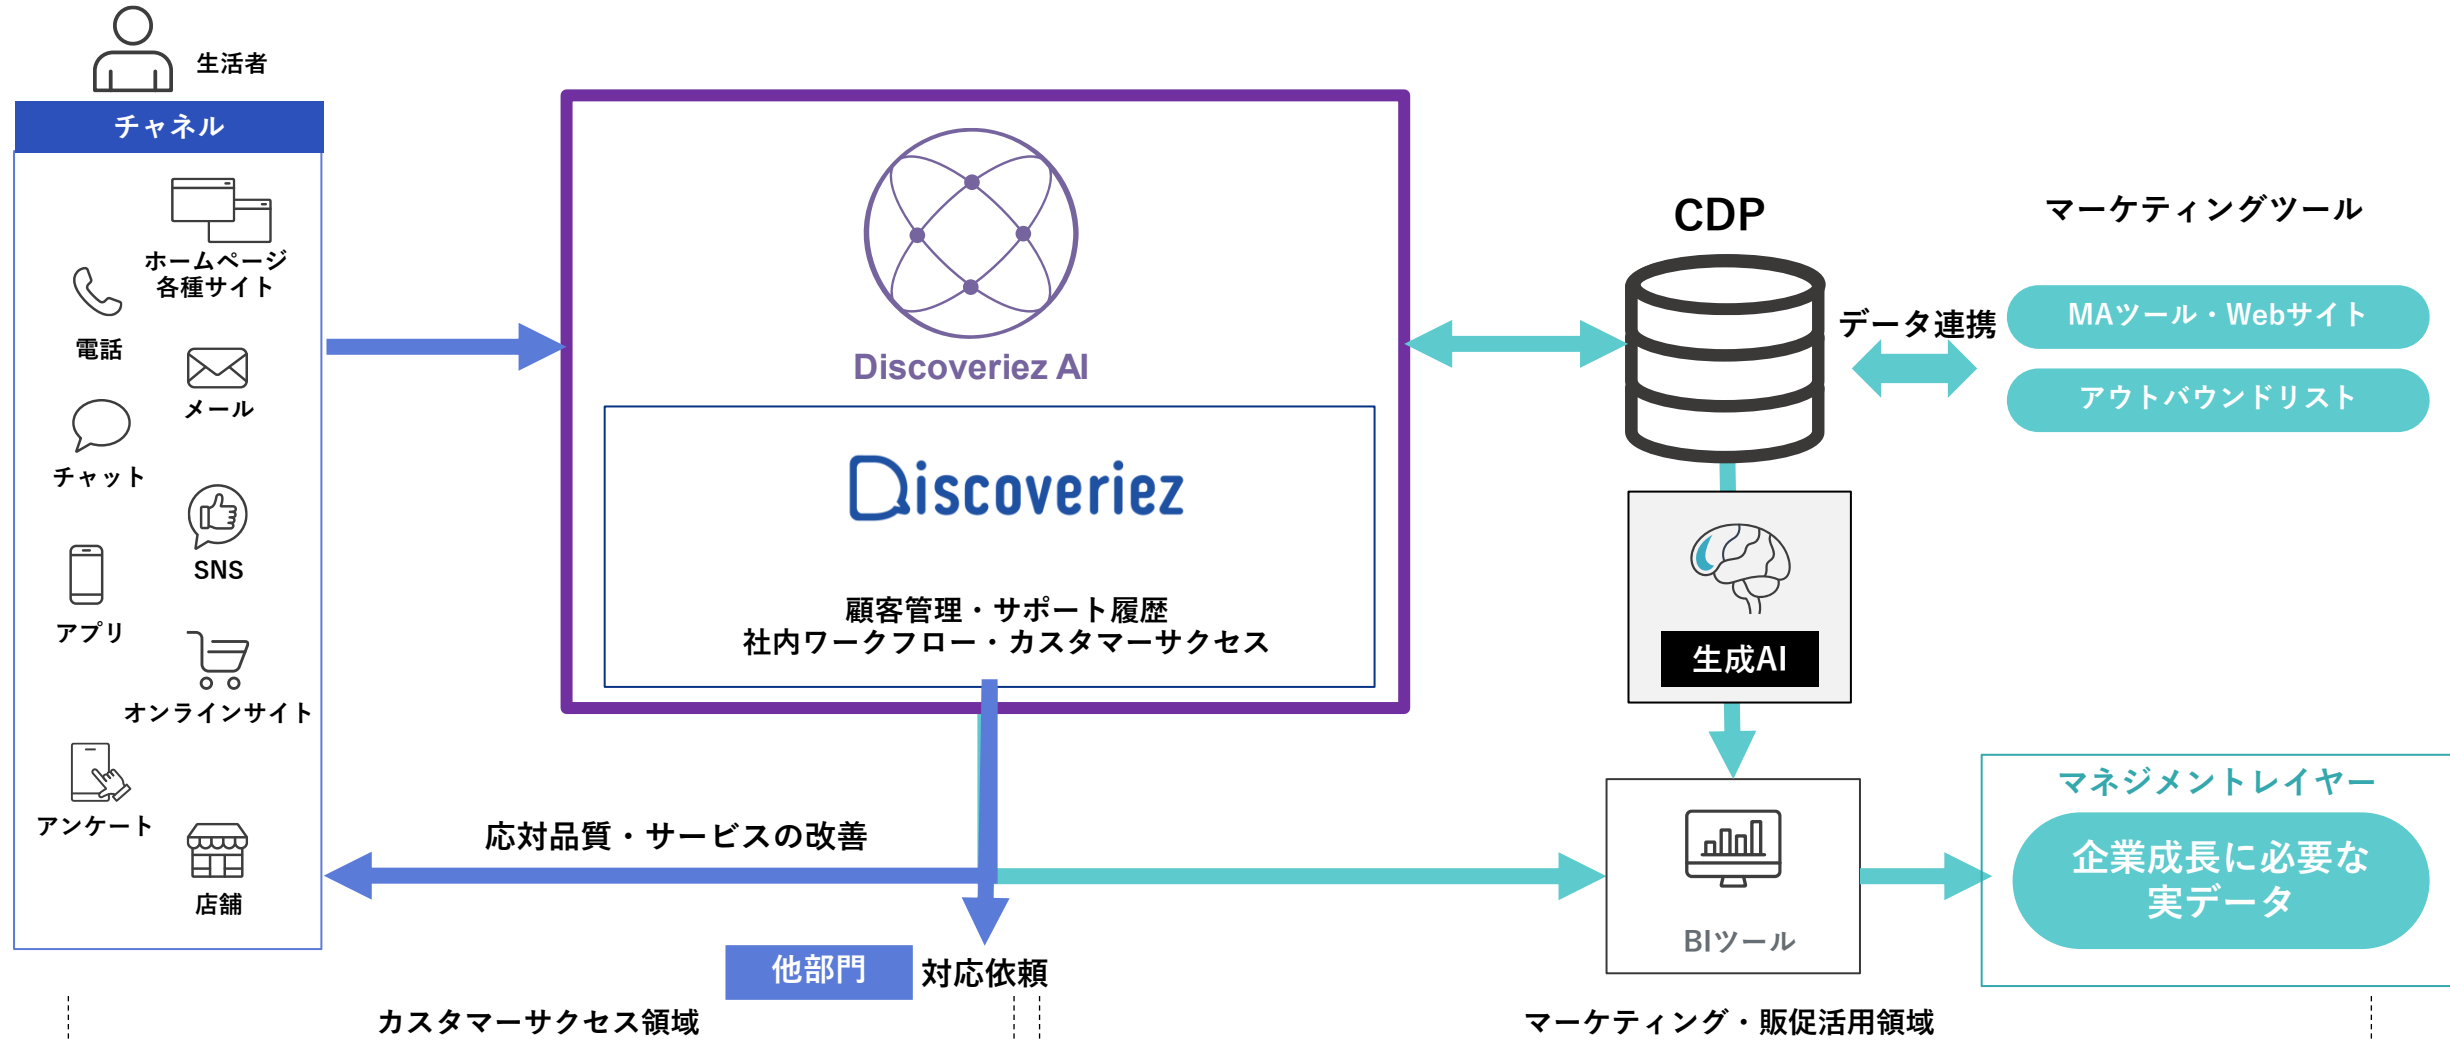 生活者
チャネル
ホームページ
各種サイト
電話
メール
チャット
SNS
アプリ
オンラインサイト
アンケート
店舗
Discoveriez AI
Discoveriez
顧客管理・サポート履歴
社内ワークフロー・カスタマーサクセス
応対品質・サービスの改善
他部門
対応依頼
CDP
データ連携
マーケティングツール
MAツール・Webサイト
アウトバウンドリスト
生成AI
BIツール
マネジメントレイヤー
企業成長に必要な
実データ
カスタマーサクセス領域
マーケティング・販促活用領域